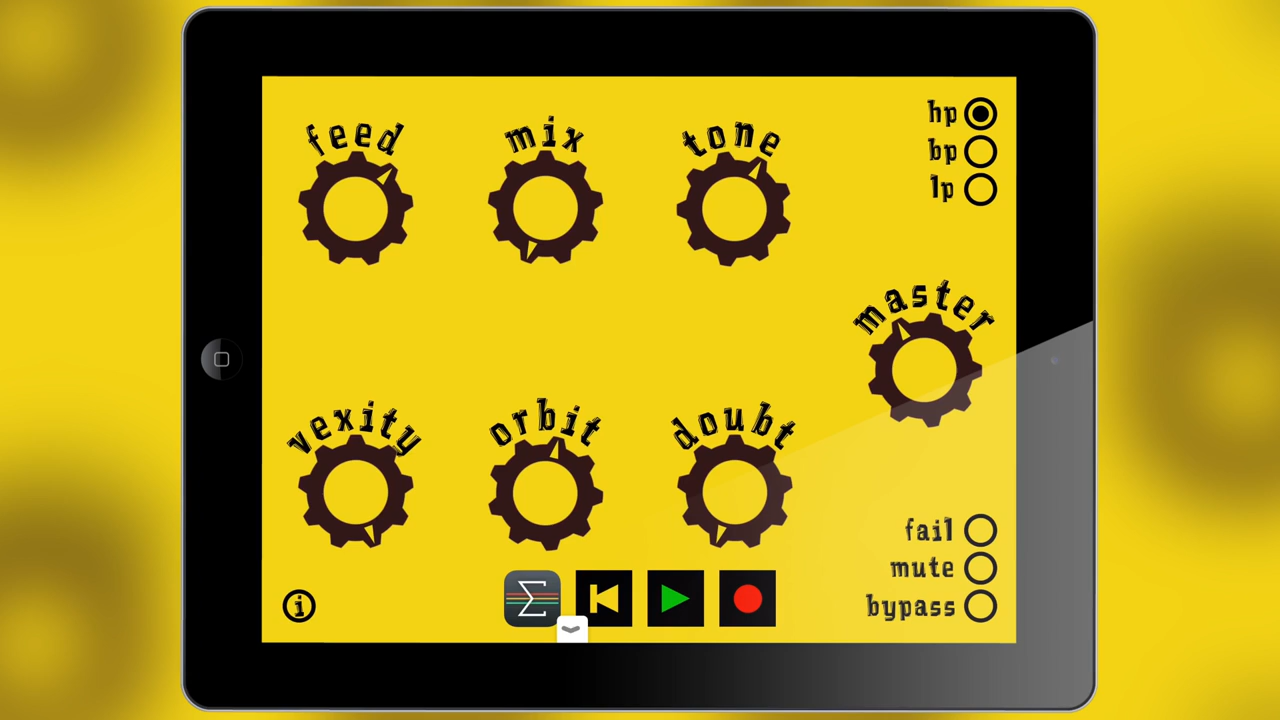 feed
mix
tone
hp
bp
lp
master
vexity
orbit
doubt
fail
mute
bypass
i
Σ